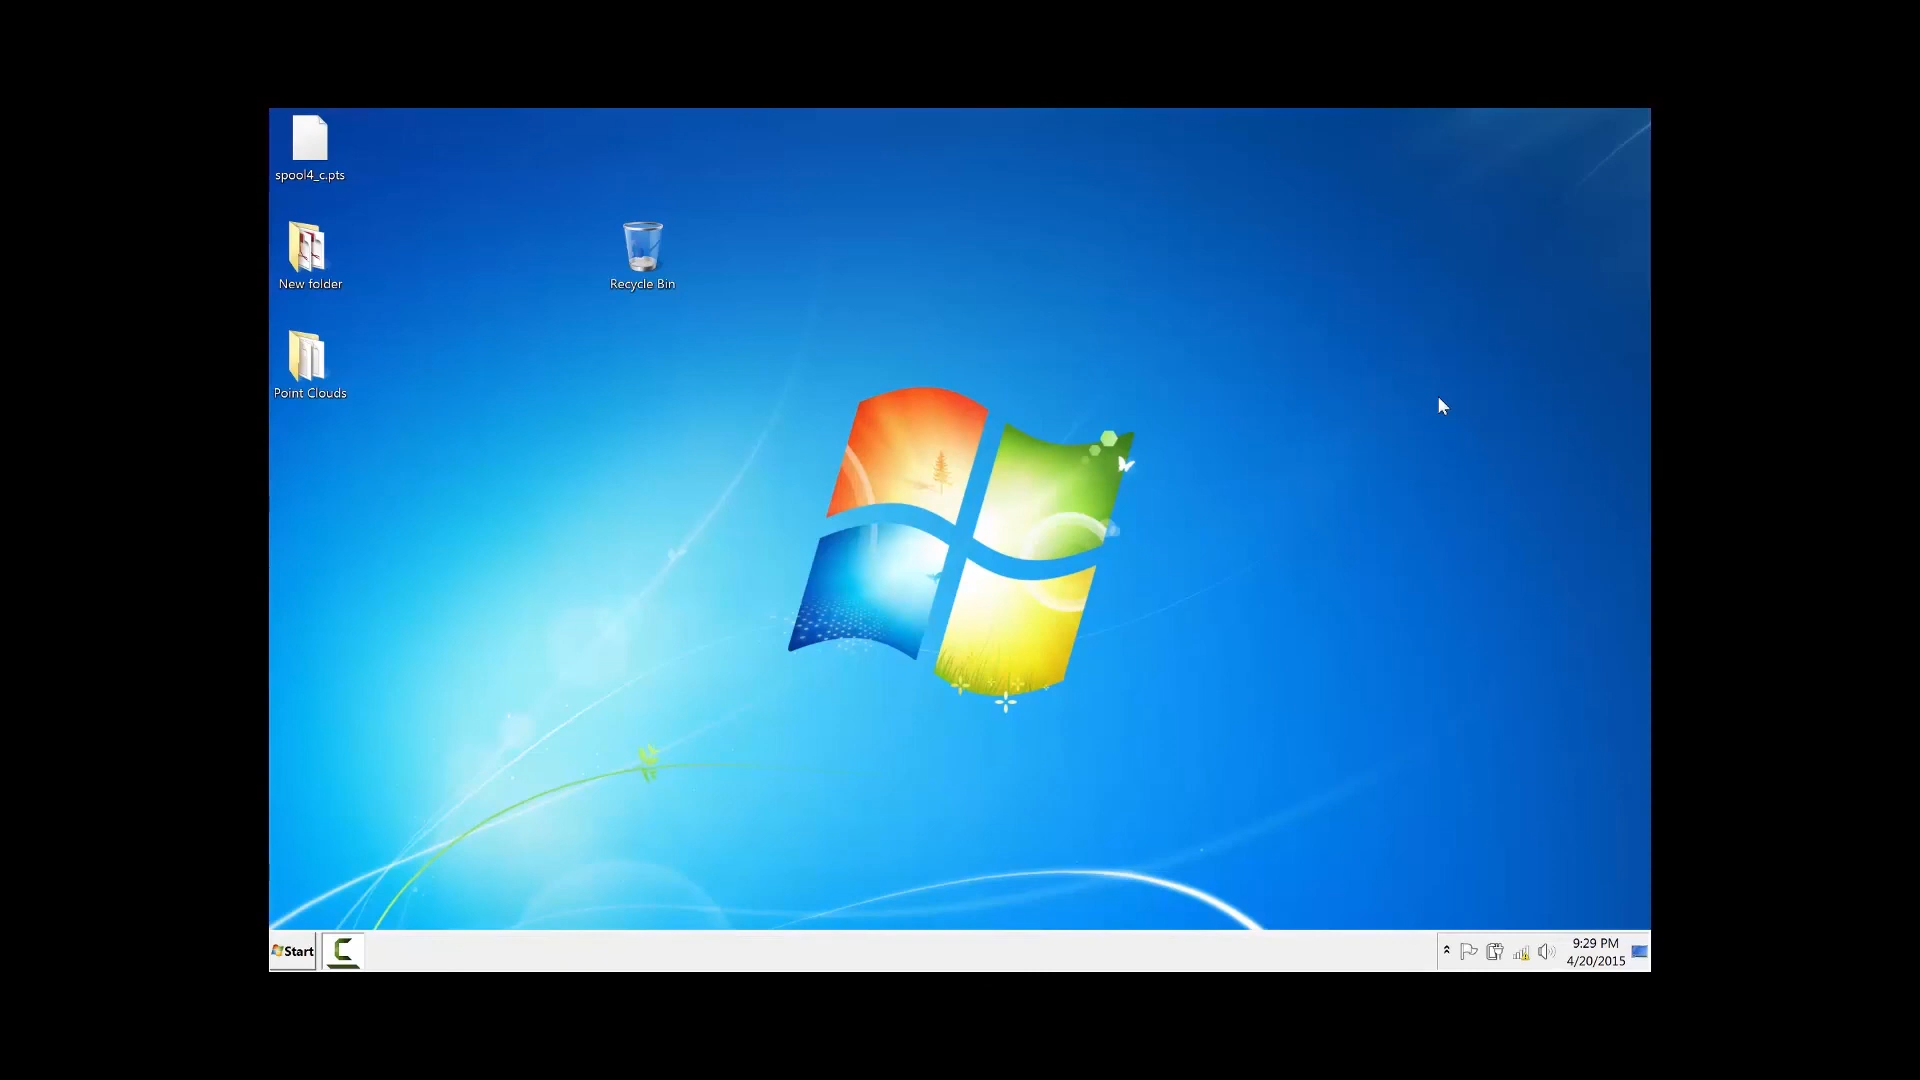 spool4_c.pts
New folder
Recycle Bin
Point Clouds
Start
9:29 PM
4/20/2015